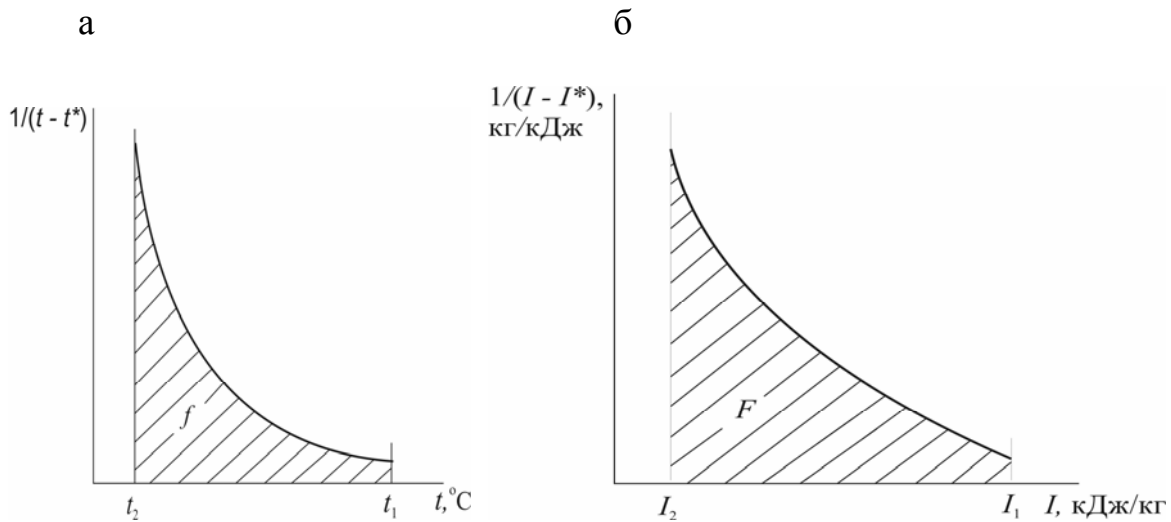 а
б
1/(t - t*)
1/(I - I*),
кг/кДж
f
F
t₂
t₁
t,°C
I₂
I₁
I, кДж/кг